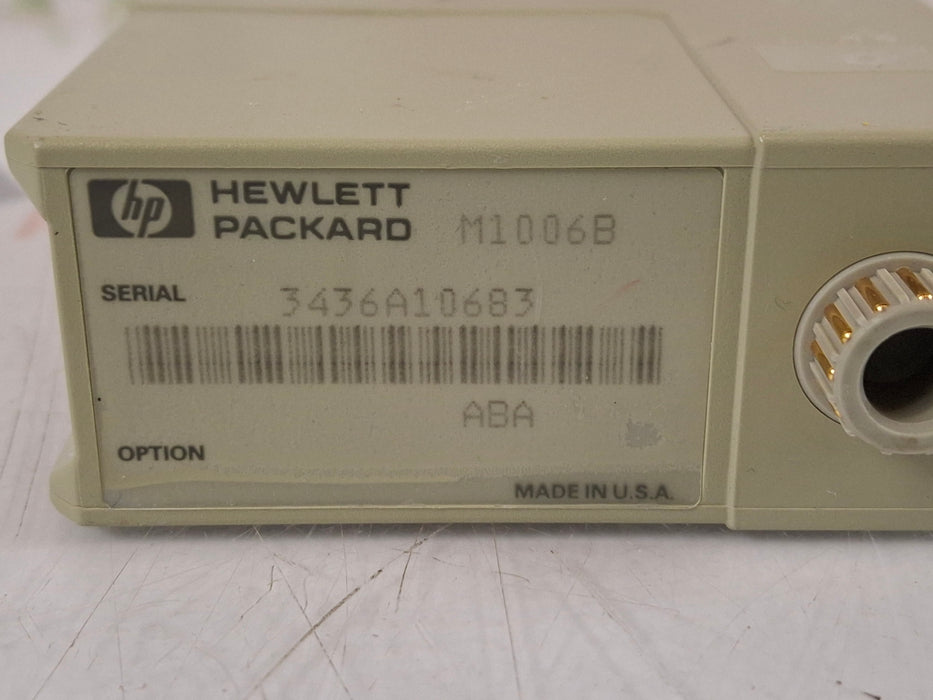 hp HEWLETT
PACKARD M1006B
SERIAL 3436A10683
ABA
OPTION
MADE IN U.S.A.